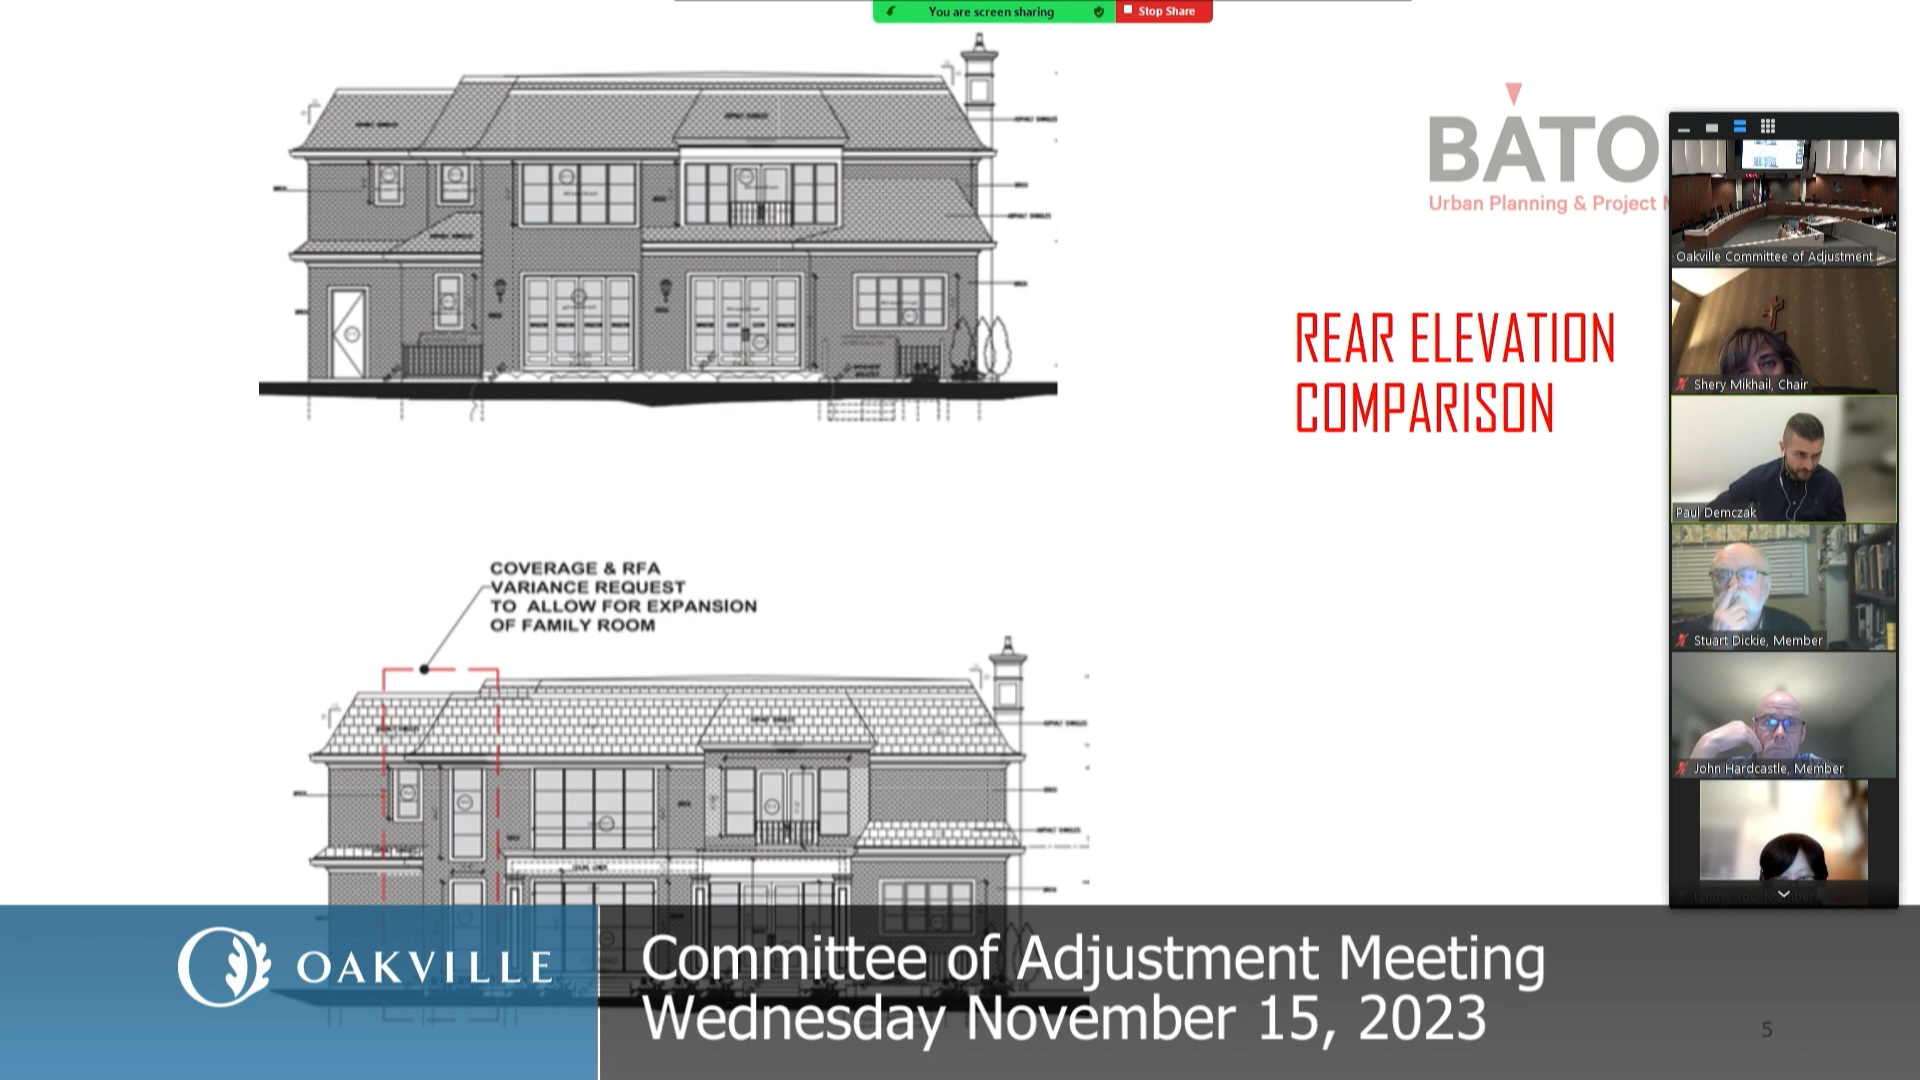 You are screen sharing
Stop Share
BATO
Urban Planning & Project M
REAR ELEVATION
COMPARISON
Oakville Committee of Adjustment
Shery Mikhail, Chair
Paul Demczak
Stuart Dickie, Member
John Hardcastle, Member
COVERAGE & RFA
VARIANCE REQUEST
TO ALLOW FOR EXPANSION
OF FAMILY ROOM
OAKVILLE
Committee of Adjustment Meeting
Wednesday November 15, 2023
5